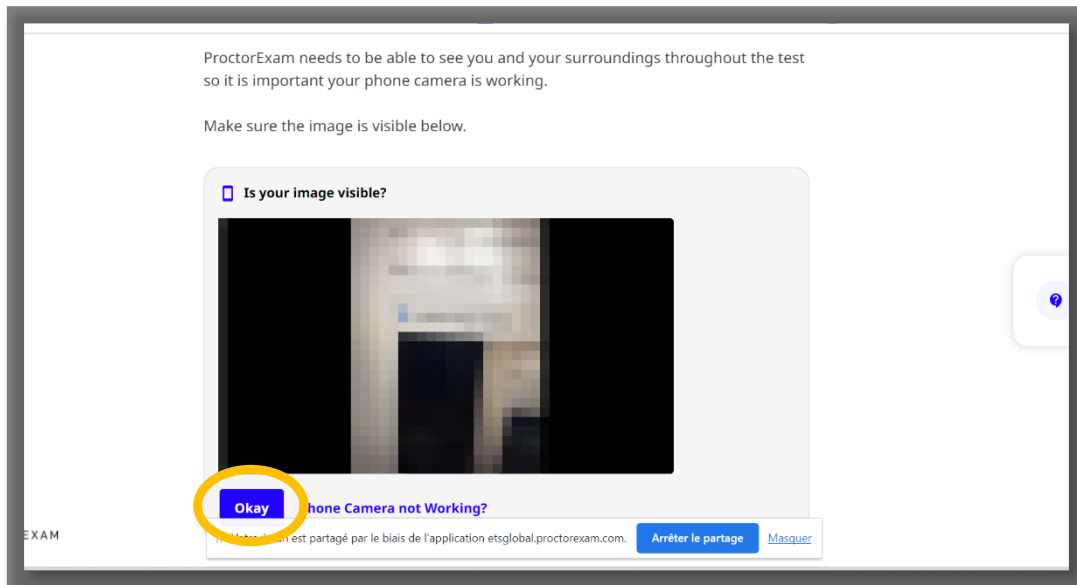 ProctorExam needs to be able to see you and your surroundings throughout the test
so it is important your phone camera is working.
Make sure the image is visible below.
Is your image visible?
Okay
hone Camera not Working?
EXAM
est partagé par le biais de l'application etsglobal.proctorexam.com.
Arrêter le partage
Masquer